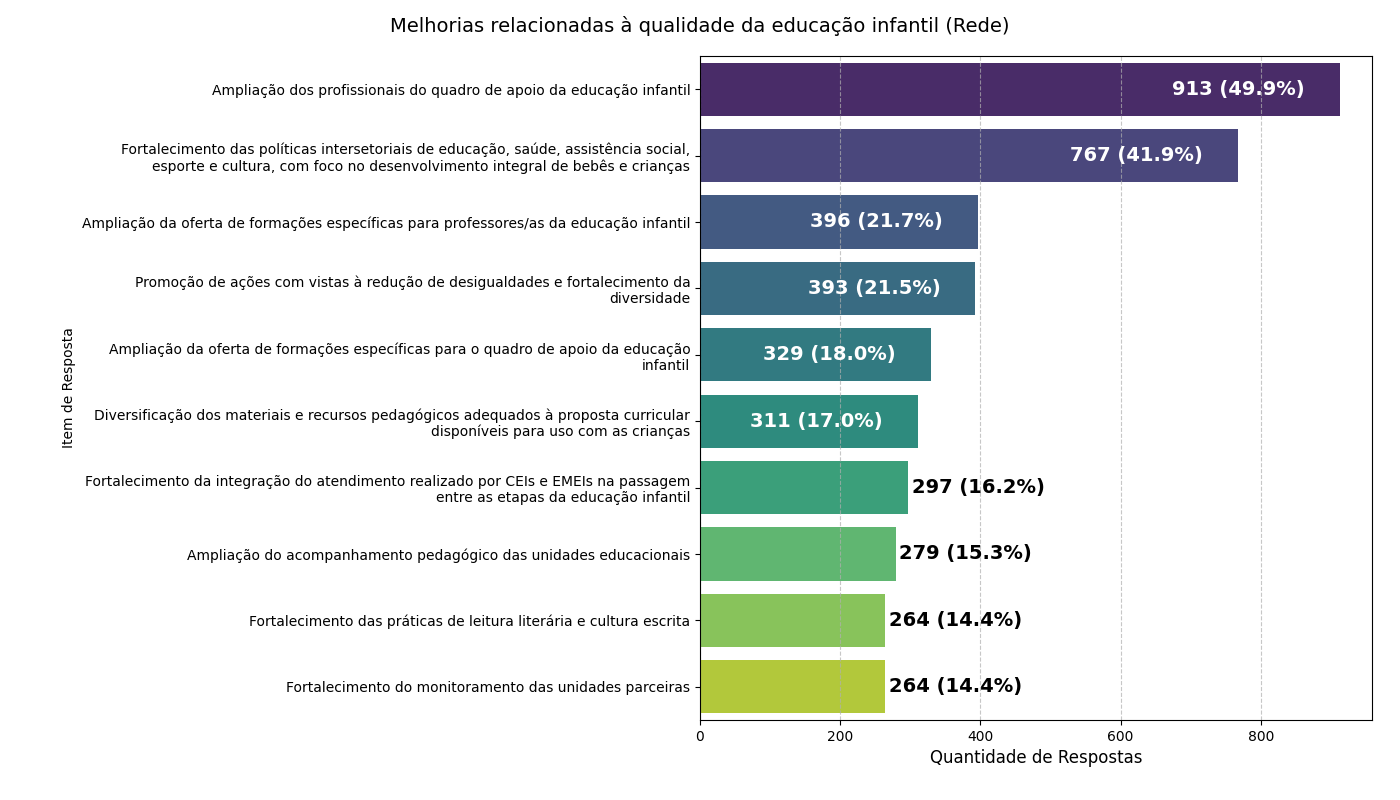 Melhorias relacionadas à qualidade da educação infantil (Rede)
Ampliação dos profissionais do quadro de apoio da educação infantil
913 (49.9%)
Fortalecimento das políticas intersetoriais de educação, saúde, assistência social,
esporte e cultura, com foco no desenvolvimento integral de bebês e crianças
767 (41.9%)
Ampliação da oferta de formações específicas para professores/as da educação infantil
396 (21.7%)
Promoção de ações com vistas à redução de desigualdades e fortalecimento da
diversidade
393 (21.5%)
Ampliação da oferta de formações específicas para o quadro de apoio da educação
infantil
329 (18.0%)
Diversificação dos materiais e recursos pedagógicos adequados à proposta curricular
disponíveis para uso com as crianças
311 (17.0%)
Fortalecimento da integração do atendimento realizado por CEIs e EMEIs na passagem
entre as etapas da educação infantil
297 (16.2%)
Ampliação do acompanhamento pedagógico das unidades educacionais
279 (15.3%)
Fortalecimento das práticas de leitura literária e cultura escrita
264 (14.4%)
Fortalecimento do monitoramento das unidades parceiras
264 (14.4%)
Item de Resposta
0 200 400 600 800
Quantidade de Respostas